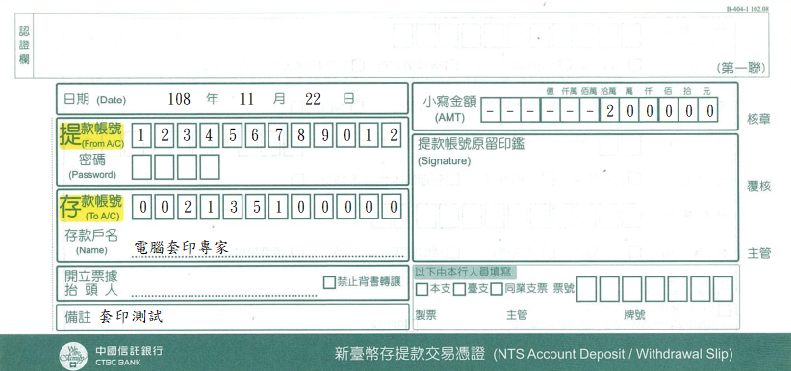 B-404-1 102.08
認證欄
(第一聯)
日期 (Date) 108 年 11 月 22 日
小寫金額 (AMT) 億 仟萬 佰萬 拾萬 萬 仟 佰 拾 元
- - - - - - 2 0 0 0 0 0
核章
提款帳號 (From A/C) 1 2 3 4 5 6 7 8 9 0 1 2
密碼 (Password)
提款帳號原留印鑑
(Signature)
覆核
存款帳號 (To A/C) 0 0 2 1 3 5 1 0 0 0 0 0
存款戶名 (Name) 電腦套印專家
主管
開立票據抬頭人
禁止背書轉讓
以下由本行人員填寫
本支 臺支 同業支票 票號
製票 主管 牌號
備註 套印測試
We are family
中國信託銀行
CTBC BANK
新臺幣存提款交易憑證 (NTS Account Deposit / Withdrawal Slip)